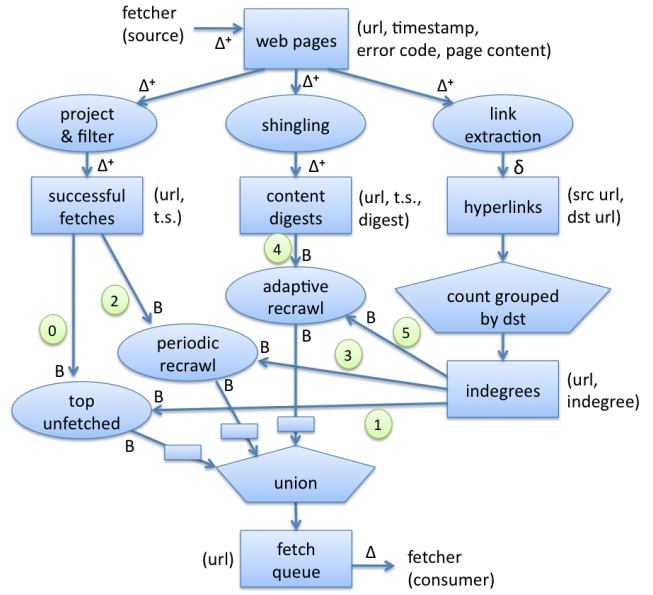 fetcher
(source)
Δ⁺
web pages
(url, timestamp,
error code, page content)
Δ⁺
Δ⁺
Δ⁺
project
& filter
shingling
link
extraction
Δ⁺
Δ⁺
δ
successful
fetches
(url,
t.s.)
content
digests
(url, t.s.,
digest)
hyperlinks
(src url,
dst url)
4
B
2
adaptive
recrawl
count grouped
by dst
0
B
B
5
periodic
recrawl
B
B
3
B
B
indegrees
(url,
indegree)
top
unfetched
B
B
1
B
union
(url)
fetch
queue
Δ
fetcher
(consumer)